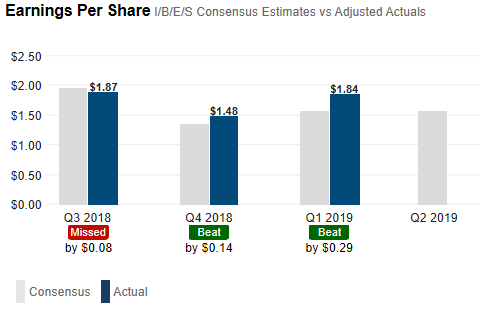 Earnings Per Share I/B/E/S Consensus Estimates vs Adjusted Actuals
$2.50
$2.00
$1.50
$1.00
$0.50
$0.00
$1.87
$1.48
$1.84
Q3 2018 Q4 2018 Q1 2019 Q2 2019
Missed Beat Beat
by $0.08 by $0.14 by $0.29
Consensus Actual